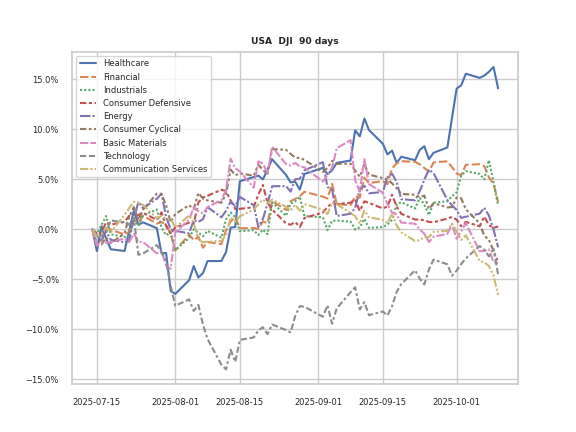 USA DJI 90 days
Healthcare
Financial
Industrials
Consumer Defensive
Energy
Consumer Cyclical
Basic Materials
Technology
Communication Services
15.0%
10.0%
5.0%
0.0%
−5.0%
−10.0%
−15.0%
2025-07-15
2025-08-01
2025-08-15
2025-09-01
2025-09-15
2025-10-01